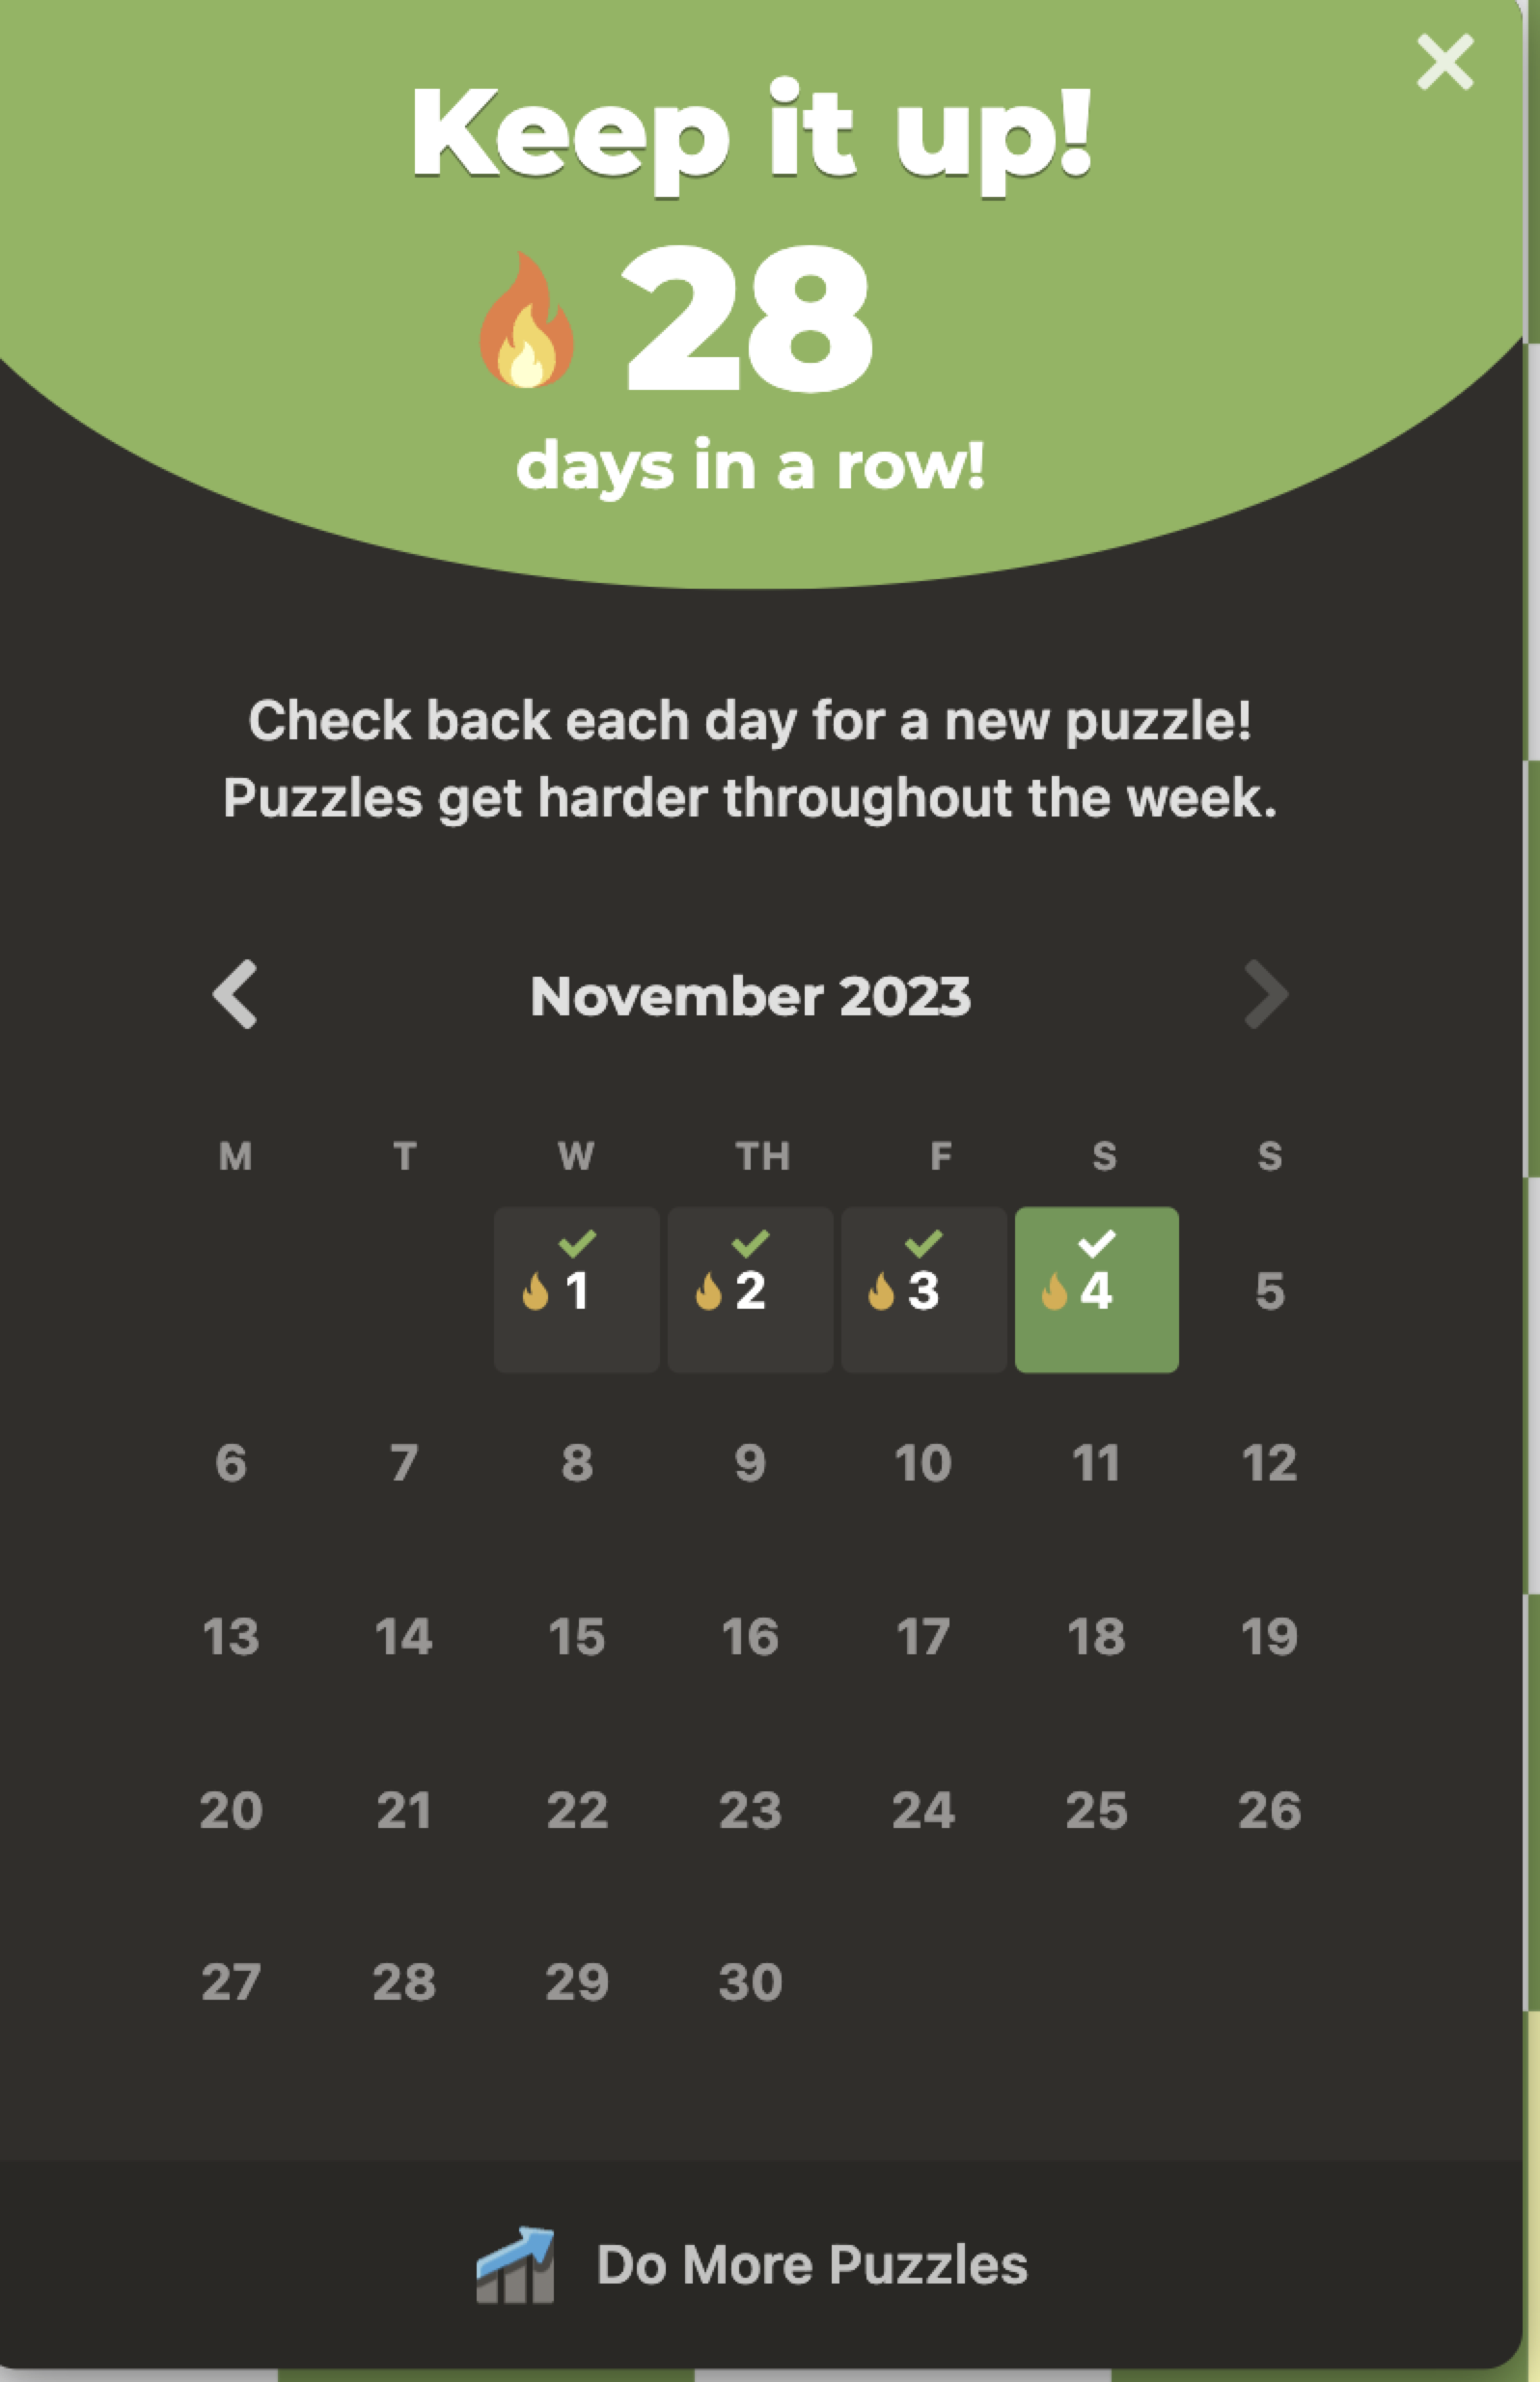 Keep it up!
28
days in a row!
Check back each day for a new puzzle!
Puzzles get harder throughout the week.
November 2023
M T W TH F S S
1 2 3 4 5
6 7 8 9 10 11 12
13 14 15 16 17 18 19
20 21 22 23 24 25 26
27 28 29 30
Do More Puzzles